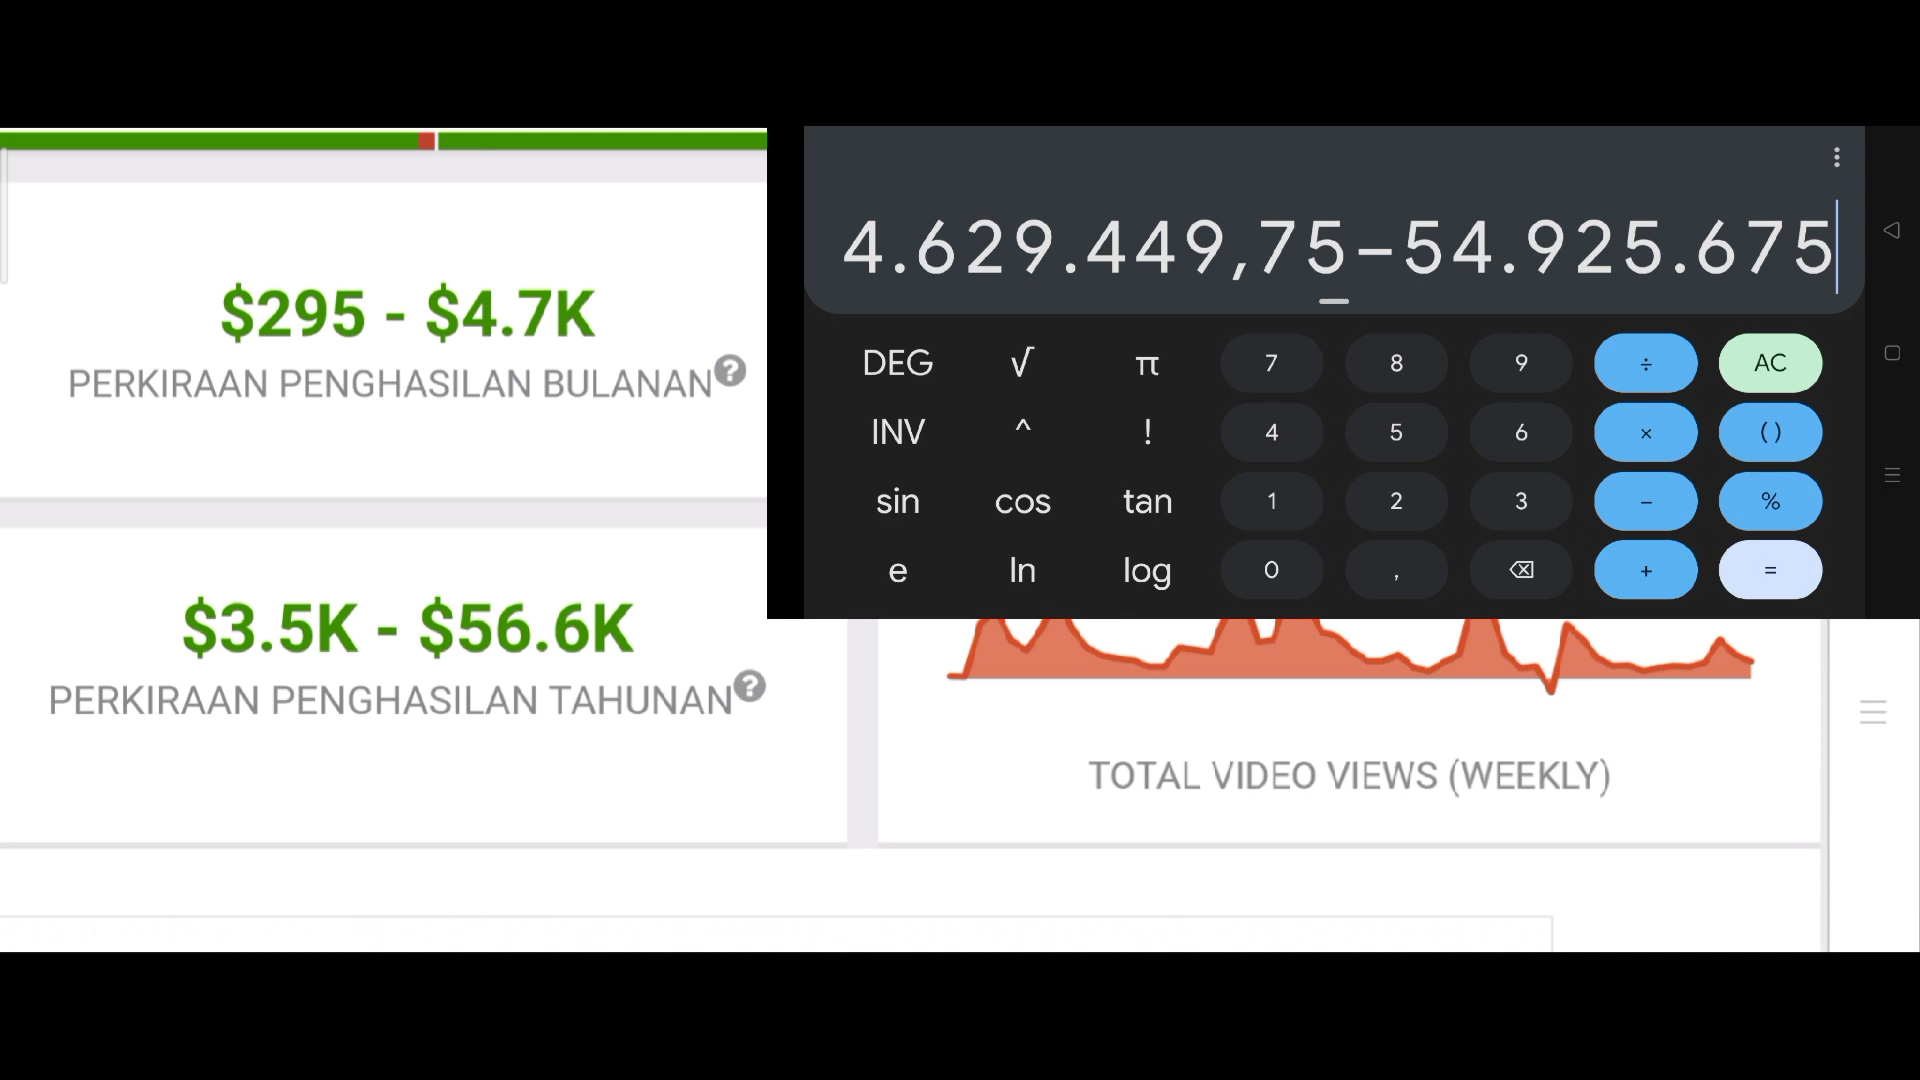 $295 - $4.7K
PERKIRAAN PENGHASILAN BULANAN?
$3.5K - $56.6K
PERKIRAAN PENGHASILAN TAHUNAN?
4.629.449,75−54.925.675
DEG √ π 7 8 9 ÷ AC
INV ^ ! 4 5 6 × ()
sin cos tan 1 2 3 − %
e ln log 0 , + =
TOTAL VIDEO VIEWS (WEEKLY)